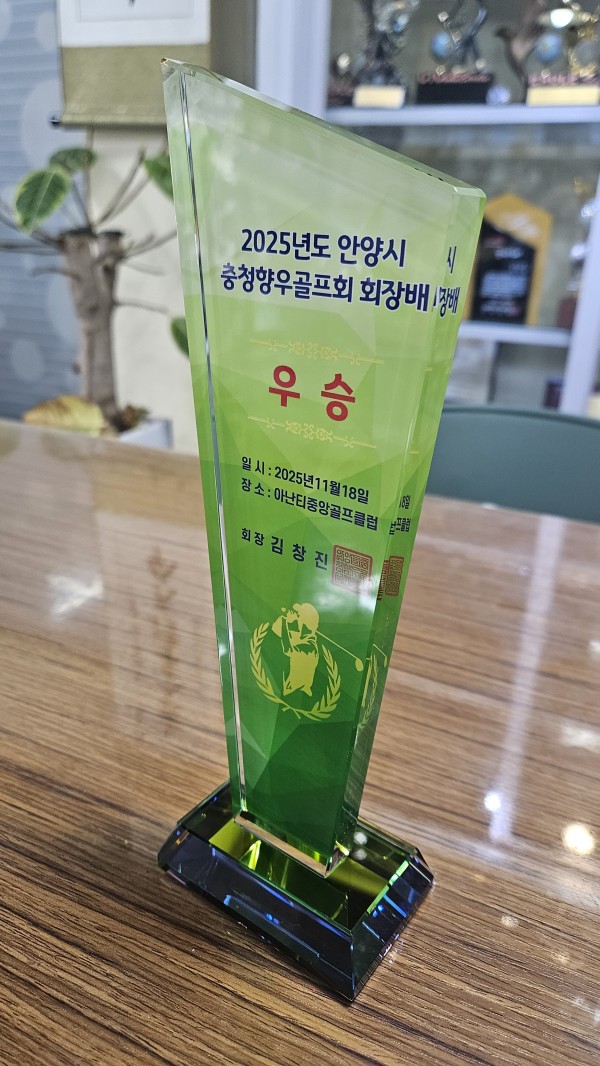 2025년도 안양시
충청향우골프회 회장배
우 승
일 시 : 2025년11월18일
장 소 : 아난티중앙골프클럽
회장 김 창 진